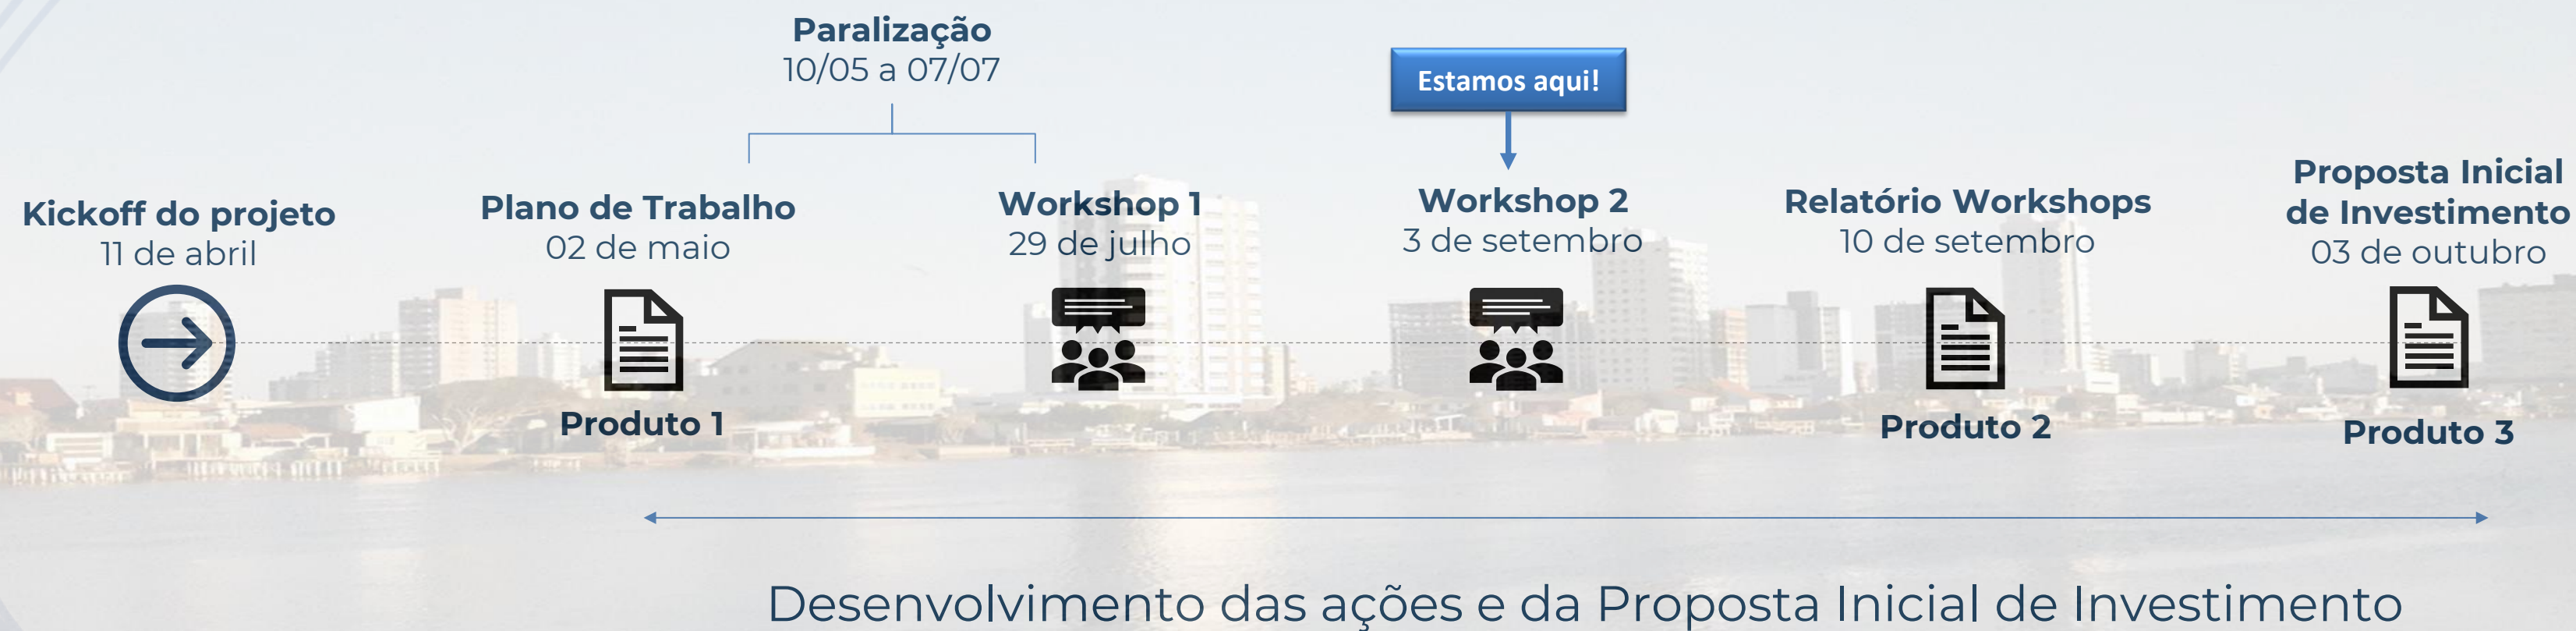 Paralização
10/05 a 07/07
Estamos aqui!
Kickoff do projeto
11 de abril
Plano de Trabalho
02 de maio
Produto 1
Workshop 1
29 de julho
Workshop 2
3 de setembro
Relatório Workshops
10 de setembro
Produto 2
Proposta Inicial
de Investimento
03 de outubro
Produto 3
Desenvolvimento das ações e da Proposta Inicial de Investimento